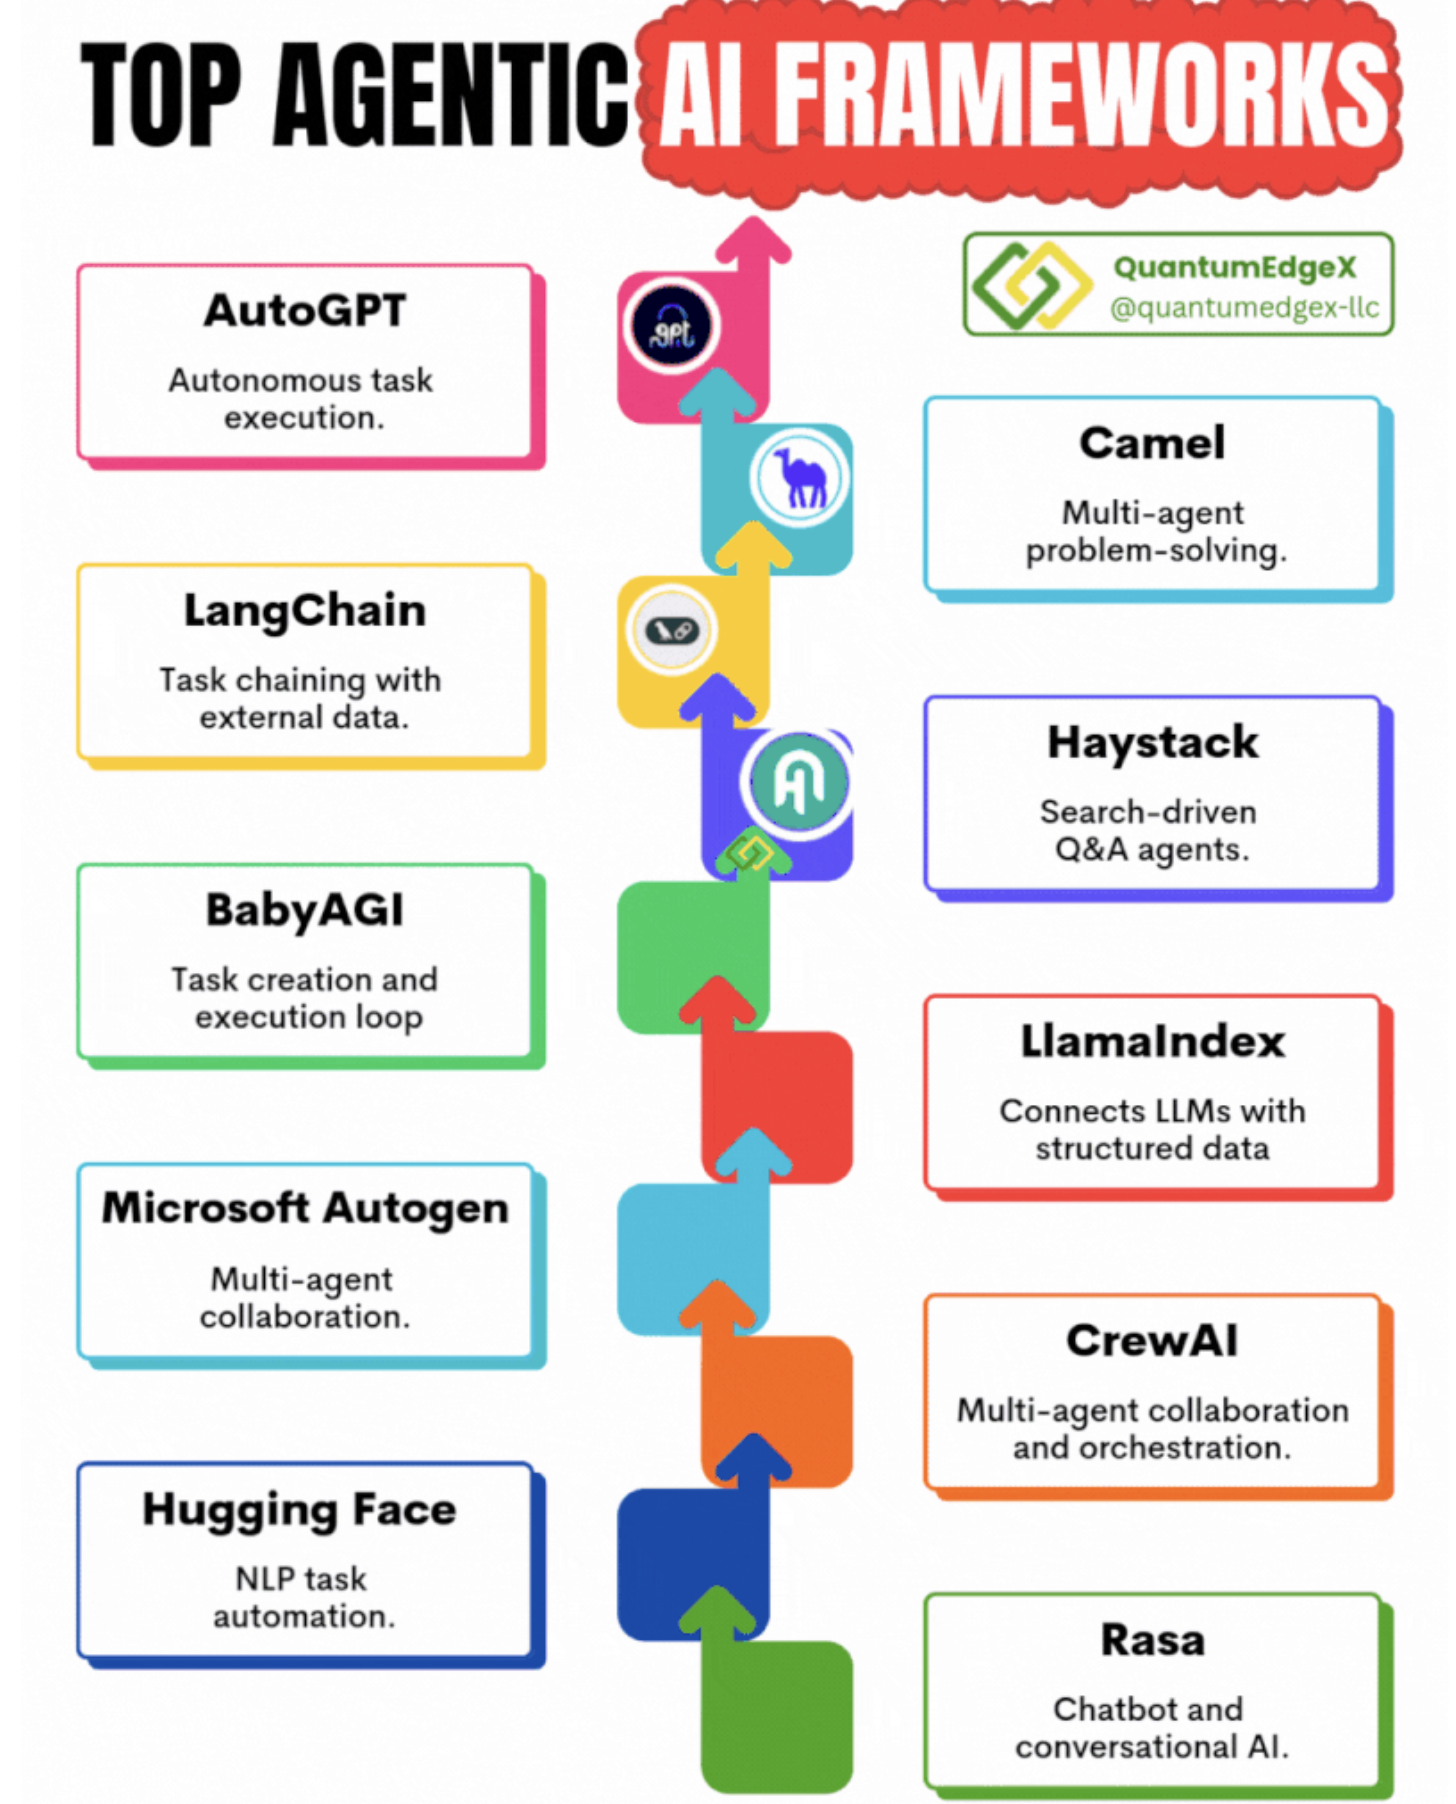 TOP AGENTIC AI FRAMEWORKS
QuantumEdgeX
@quantumedgex-llc
AutoGPT
Autonomous task
execution.
gpt
Camel
Multi-agent
problem-solving.
LangChain
Task chaining with
external data.
Haystack
Search-driven
Q&A agents.
BabyAGI
Task creation and
execution loop
LlamaIndex
Connects LLMs with
structured data
Microsoft Autogen
Multi-agent
collaboration.
CrewAI
Multi-agent collaboration
and orchestration.
Hugging Face
NLP task
automation.
Rasa
Chatbot and
conversational AI.